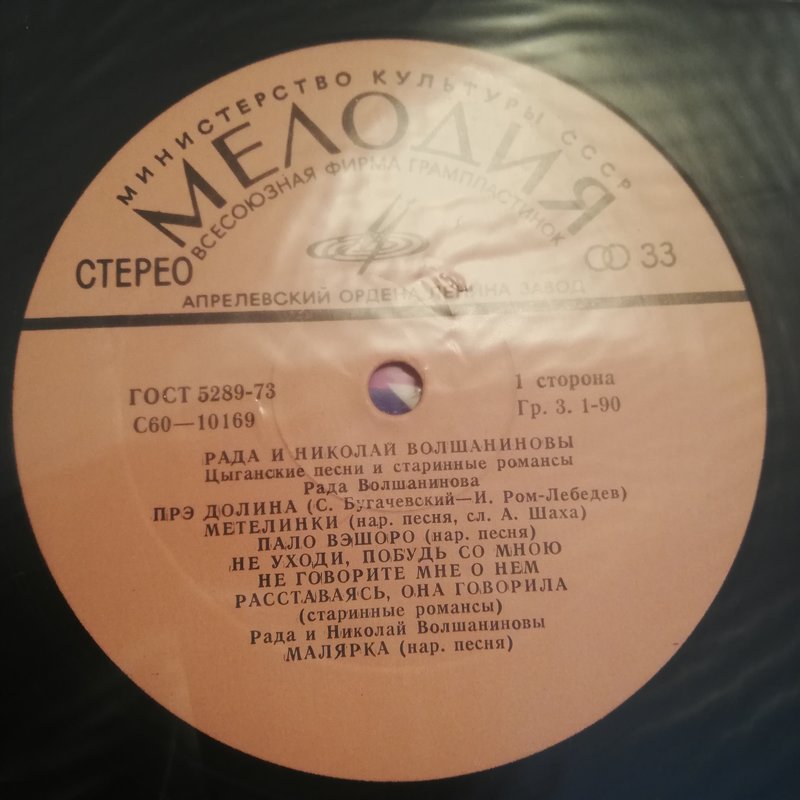 МИНИСТЕРСТВО КУЛЬТУРЫ СССР
МЕЛОДИЯ
ВСЕСОЮЗНАЯ ФИРМА ГРАМПЛАСТИНОК
СТЕРЕО
33
АПРЕЛЕВСКИЙ ОРДЕНА ЛЕНИНА ЗАВОД
ГОСТ 5289-73
С60—10169
1 сторона
Гр. 3. 1-90
РАДА И НИКОЛАЙ ВОЛШАНИНОВЫ
Цыганские песни и старинные романсы
Рада Волшанинова
ПРЭ ДОЛИНА (С. Бугачевский—И. Ром-Лебедев)
МЕТЕЛИНКИ (нар. песня, сл. А. Шаха)
ПАЛО ВЭШОРО (нар. песня)
НЕ УХОДИ, ПОБУДЬ СО МНОЮ
НЕ ГОВОРИТЕ МНЕ О НЕМ
РАССТАВАЯСЬ, ОНА ГОВОРИЛА
(старинные романсы)
Рада и Николай Волшаниновы
МАЛЯРКА (нар. песня)